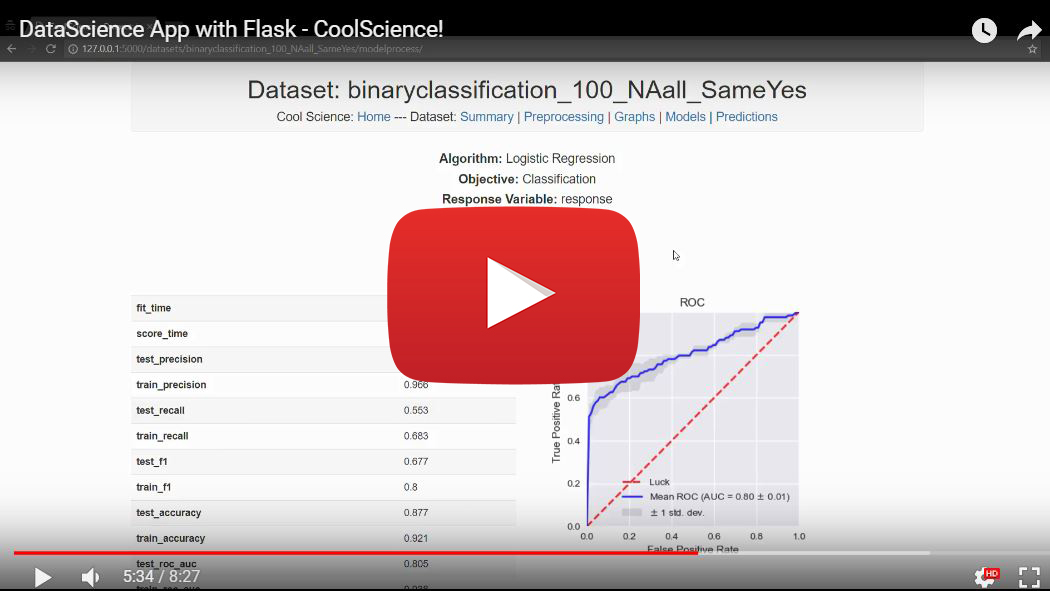 DataScience App with Flask - CoolScience!
127.0.0.1:5000/datasets/binaryclassification_100_NAall_SameYes/modelprocess/
Dataset: binaryclassification_100_NAall_SameYes
Cool Science: Home --- Dataset: Summary | Preprocessing | Graphs | Models | Predictions
Algorithm: Logistic Regression
Objective: Classification
Response Variable: response
fit_time
score_time
test_precision
train_precision 0.966
test_recall 0.553
train_recall 0.683
test_f1 0.677
train_f1 0.8
test_accuracy 0.877
train_accuracy 0.921
test_roc_auc 0.805
train_roc_auc 0.938
ROC
True Positive Ra
0.6
0.4
0.2
0.0
Luck
Mean ROC (AUC = 0.80 ± 0.01)
± 1 std. dev.
0.0 0.2 0.4 0.6 0.8 1.0
False Positive Rate
5:34 / 8:27
HD